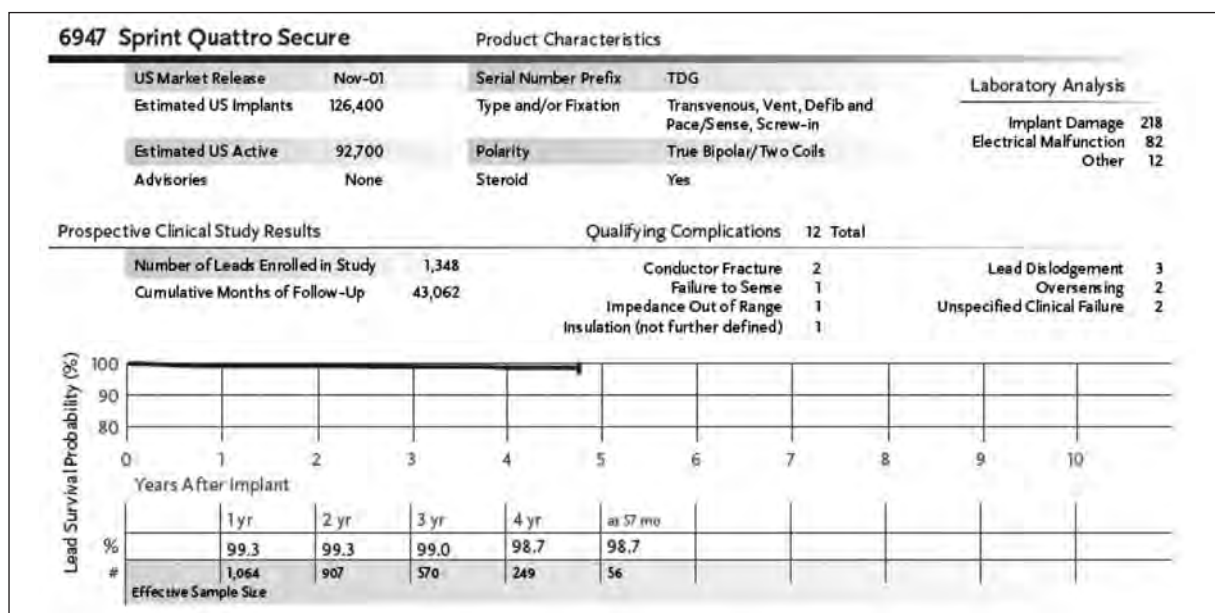 6947 Sprint Quattro Secure Product Characteristics
US Market Release Nov-01 Serial Number Prefix TDG
Laboratory Analysis
Estimated US Implants 126,400 Type and/or Fixation Transvenous, Vent, Defib and
Pace/Sense, Screw-in
Implant Damage 218
Estimated US Active 92,700 Polarity True Bipolar/Two Coils
Electrical Malfunction 82
Other 12
Advisories None Steroid Yes
Prospective Clinical Study Results Qualifying Complications 12 Total
Number of Leads Enrolled in Study 1,348
Cumulative Months of Follow-Up 43,062
Conductor Fracture 2 Lead Dislodgement 3
Failure to Sense 1 Oversensing 2
Impedance Out of Range 1 Unspecified Clinical Failure 2
Insulation (not further defined) 1
Lead Survival Probability (%)
100
90
80
0 1 2 3 4 5 6 7 8 9 10
Years After Implant
1 yr 2 yr 3 yr 4 yr at 57 mo
% 99.3 99.3 99.0 98.7 98.7
# 1,064 907 570 249 56
Effective Sample Size